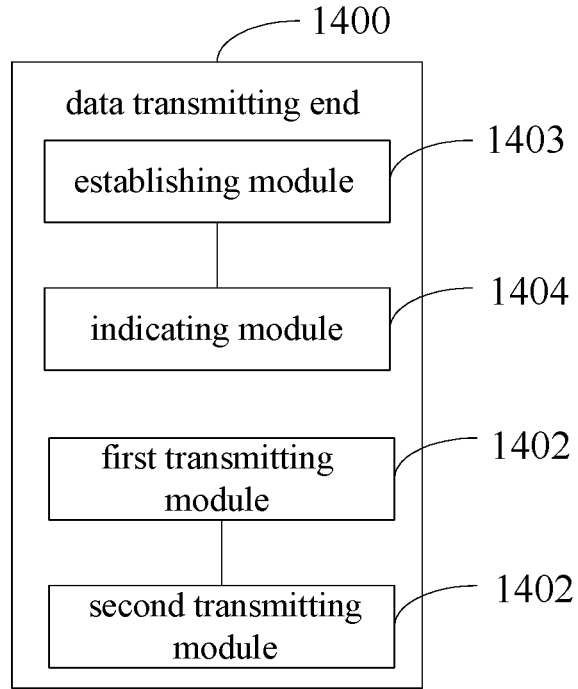 1400
data transmitting end
1403
establishing module
1404
indicating module
1402
first transmitting
module
1402
second transmitting
module